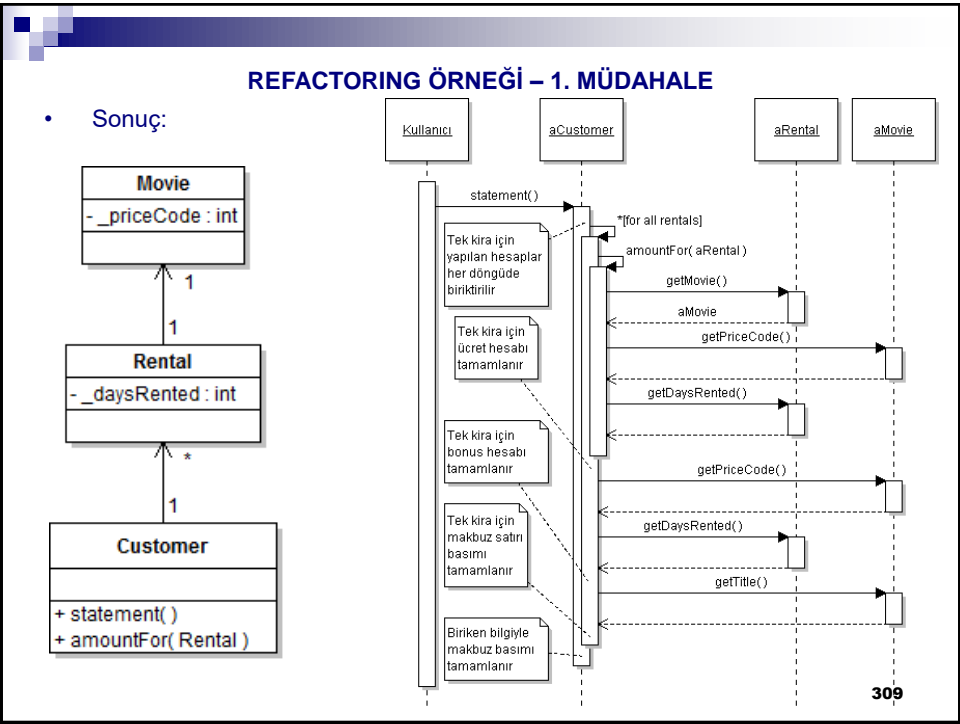 REFACTORING ÖRNEĞİ – 1. MÜDAHALE
• Sonuç:
Movie
- _priceCode : int
1
1
Rental
- _daysRented : int
*
1
Customer
+ statement( )
+ amountFor( Rental )
Kullanıcı
aCustomer
aRental
aMovie
statement( )
*[for all rentals]
amountFor( aRental )
Tek kira için
yapılan hesaplar
her döngüde
biriktirilir
getMovie( )
aMovie
Tek kira için
ücret hesabı
tamamlanır
getPriceCode( )
getDaysRented( )
Tek kira için
bonus hesabı
tamamlanır
getPriceCode( )
Tek kira için
makbuz satırı
basımı
tamamlanır
getDaysRented( )
getTitle( )
Biriken bilgiyle
makbuz basımı
tamamlanır
309